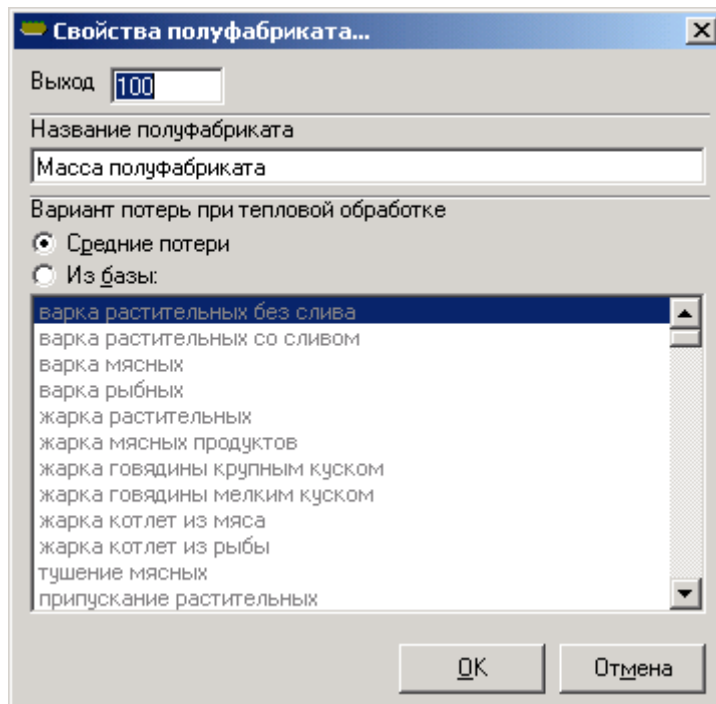 Свойства полуфабриката...
Выход 100
Название полуфабриката
Масса полуфабриката
Вариант потерь при тепловой обработке
Средние потери
Из базы:
варка растительных без слива
варка растительных со сливом
варка мясных
варка рыбных
жарка растительных
жарка мясных продуктов
жарка говядины крупным куском
жарка говядины мелким куском
жарка котлет из мяса
жарка котлет из рыбы
тушение мясных
припускание растительных
OK Отмена